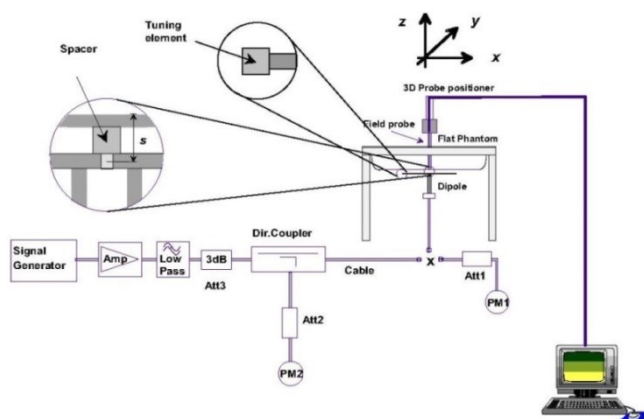 Tuning
element
Spacer
s
z
y
x
3D Probe positioner
Field probe
Flat Phantom
Dipole
Signal
Generator
Amp
Low
Pass
3dB
Att3
Dir.Coupler
Cable
x
Att1
PM1
Att2
PM2